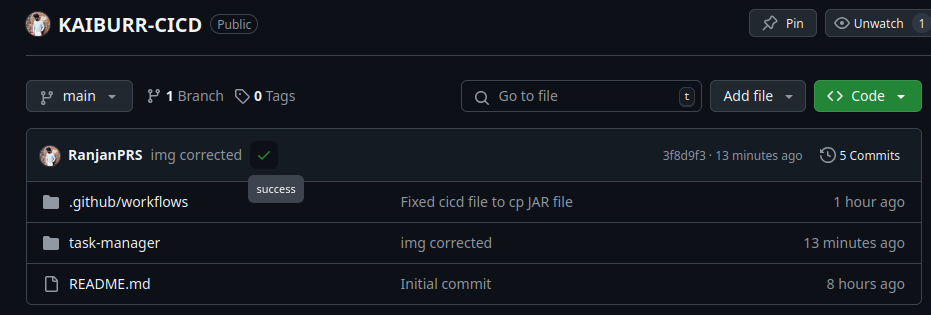 KAIBURR-CICD Public Pin Unwatch 1
main 1 Branch 0 Tags Go to file t Add file Code
RanjanPRS img corrected 3f8d9f3 · 13 minutes ago 5 Commits
success
.github/workflows Fixed cicd file to cp JAR file 1 hour ago
task-manager img corrected 13 minutes ago
README.md Initial commit 8 hours ago